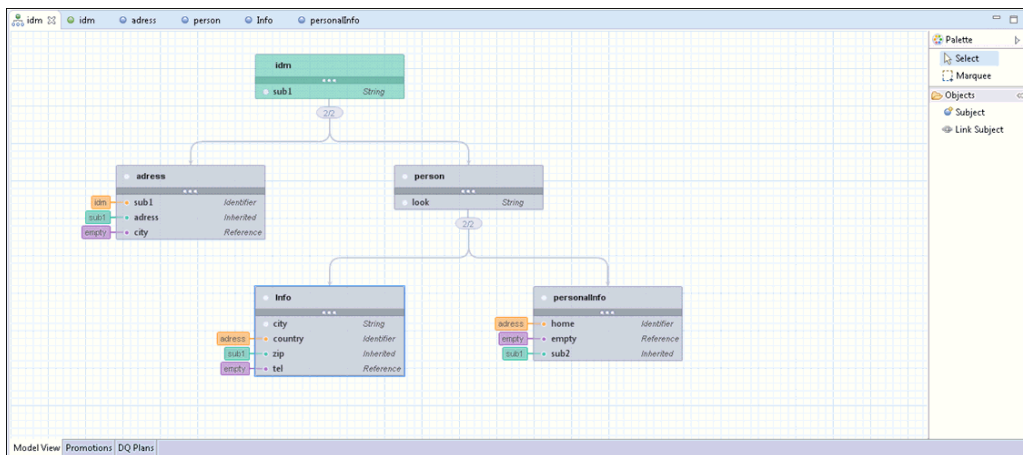 idm idm adress person Info personalInfo
Palette
Select
Marquee
Objects
Subject
Link Subject
idm
sub1 String
2/2
adress
idm sub1 Identifier
sub1 adress Inherited
empty city Reference
person
look String
2/2
Info
city String
adress country Identifier
sub1 zip Inherited
empty tel Reference
personalInfo
adress home Identifier
empty empty Reference
sub1 sub2 Inherited
Model View Promotions DQ Plans